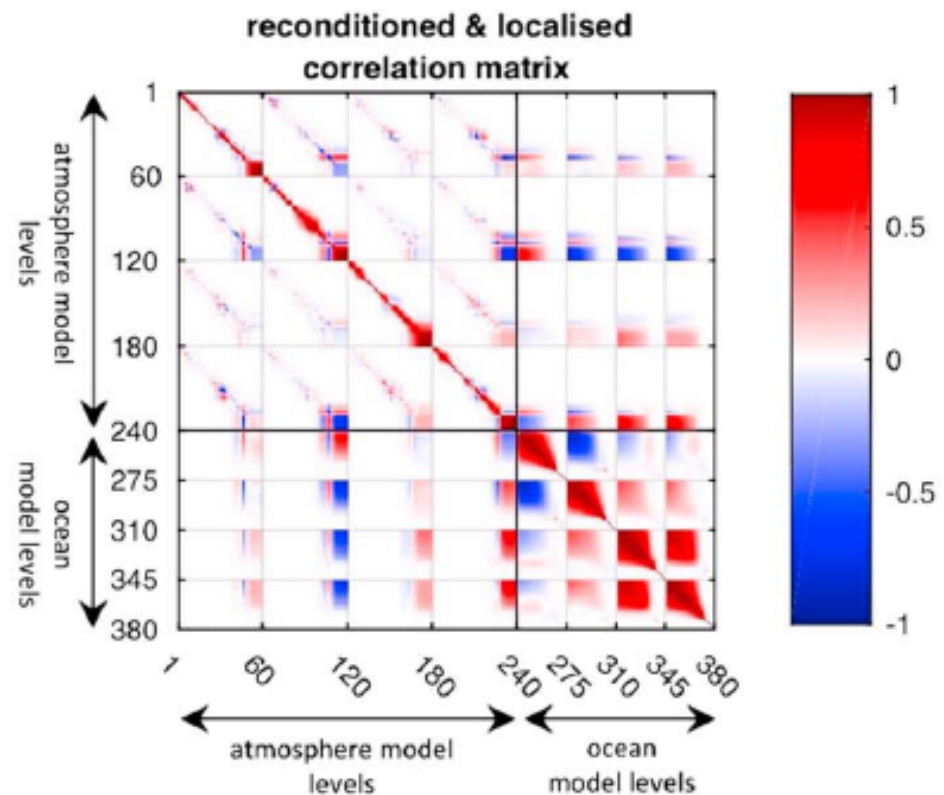 reconditioned & localised
correlation matrix
1
60
120
180
240
275
310
345
380
atmosphere model
levels
ocean
model levels
1
60
120
180
240
275
310
345
380
atmosphere model
levels
ocean
model levels
1
0.5
0
-0.5
-1